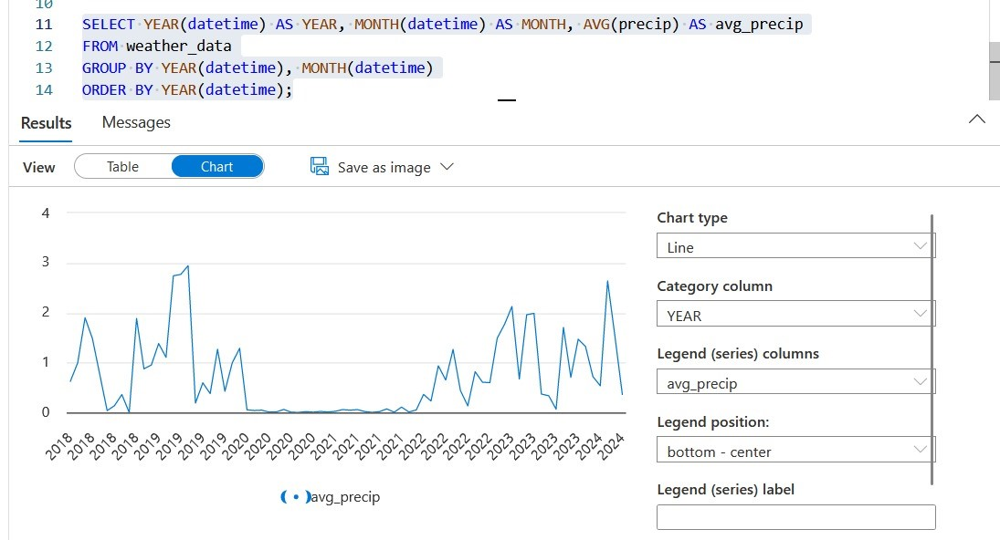 10
11 SELECT YEAR(datetime) AS YEAR, MONTH(datetime) AS MONTH, AVG(precip) AS avg_precip
12 FROM weather_data
13 GROUP BY YEAR(datetime), MONTH(datetime)
14 ORDER BY YEAR(datetime);
Results Messages
View Table Chart Save as image
4
3
2
1
0
2018 2018 2018 2018 2019 2019 2019 2019 2020 2020 2020 2020 2021 2021 2021 2021 2022 2022 2022 2022 2023 2023 2023 2023 2024 2024
avg_precip
Chart type
Line
Category column
YEAR
Legend (series) columns
avg_precip
Legend position:
bottom - center
Legend (series) label